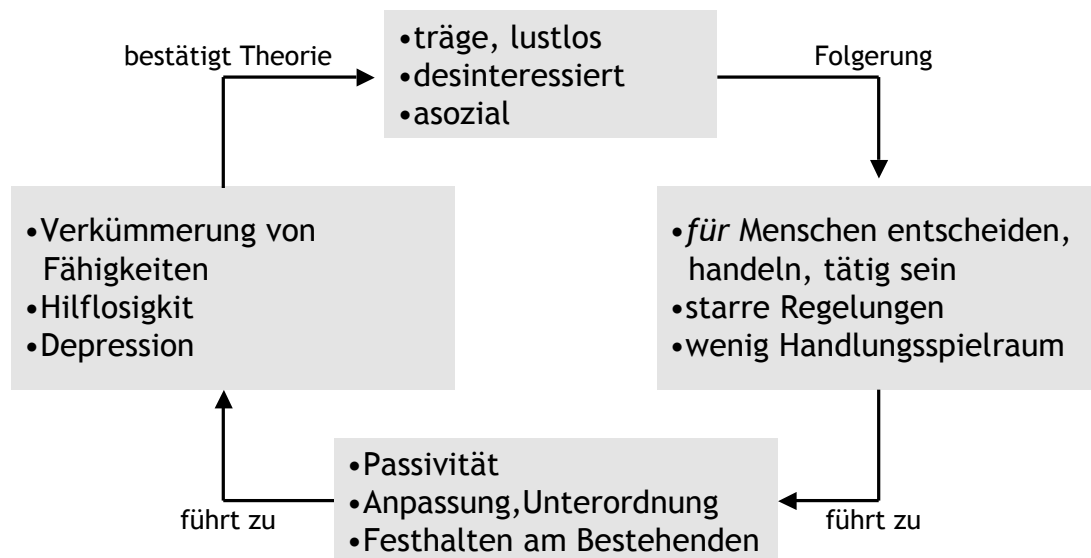 bestätigt Theorie
•träge, lustlos
•desinteressiert
•asozial
Folgerung
•Verkümmerung von
Fähigkeiten
•Hilflosigkit
•Depression
•für Menschen entscheiden,
handeln, tätig sein
•starre Regelungen
•wenig Handlungsspielraum
•Passivität
•Anpassung,Unterordnung
•Festhalten am Bestehenden
führt zu
führt zu